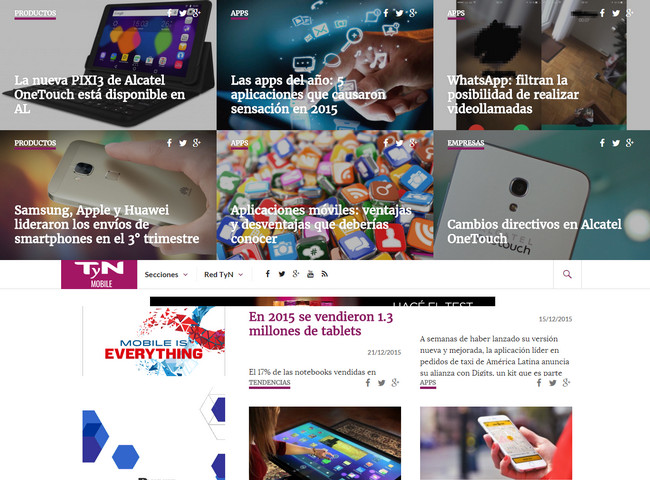 PRODUCTOS
La nueva PIXI3 de Alcatel
OneTouch está disponible en
AL
APPS
Las apps del año: 5
aplicaciones que causaron
sensación en 2015
APPS
WhatsApp: filtran la
posibilidad de realizar
videollamadas
PRODUCTOS
Samsung, Apple y Huawei
lideraron los envíos de
smartphones en el 3° trimestre
APPS
Aplicaciones móviles: ventajas
y desventajas que deberías
conocer
EMPRESAS
Cambios directivos en Alcatel
OneTouch
TyN
MOBILE
Secciones
Red TyN
HACÉ EL TEST
MOBILE IS
EVERYTHING
En 2015 se vendieron 1.3
millones de tablets
21/12/2015
El 17% de las notebooks vendidas en
TENDENCIAS
15/12/2015
A semanas de haber lanzado su versión
nueva y mejorada, la aplicación líder en
pedidos de taxi de América Latina anuncia
su alianza con Digits, un kit que es parte
APPS